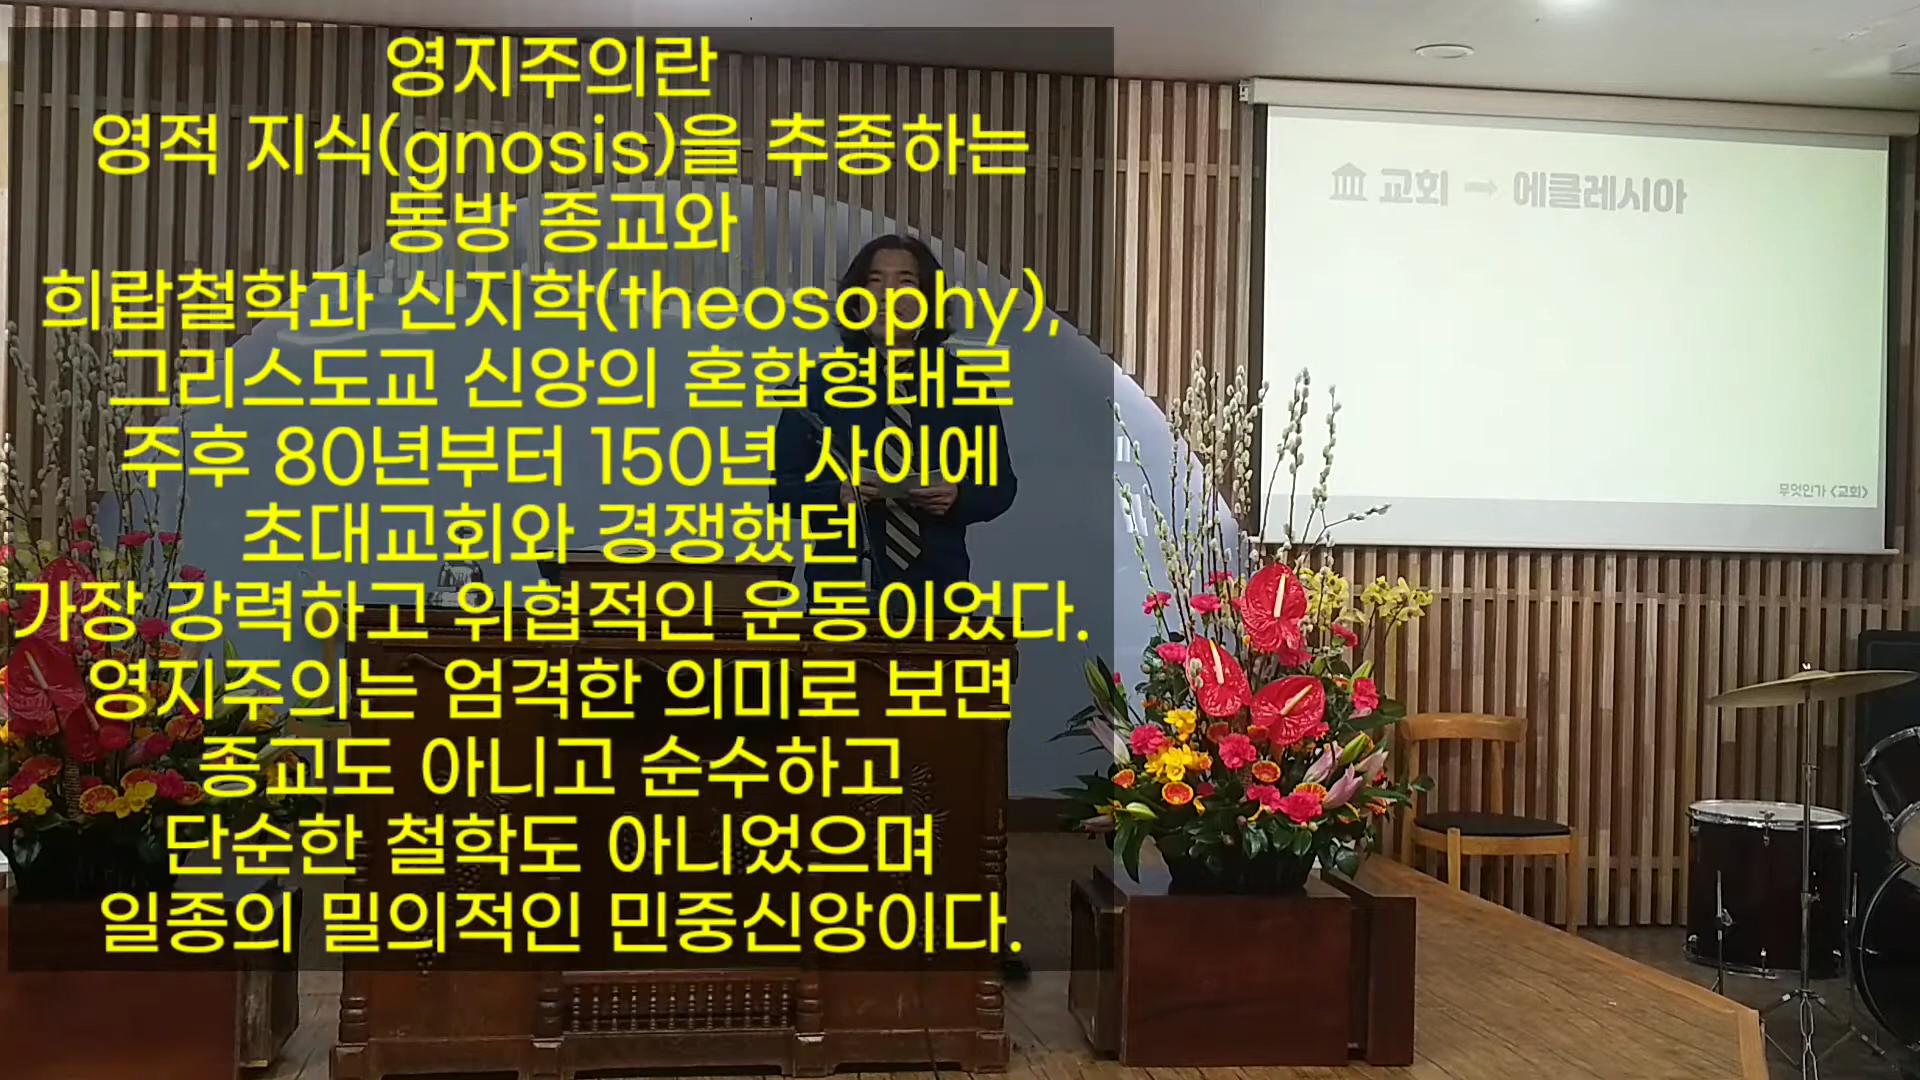 영지주의란
영적 지식(gnosis)을 추종하는
동방 종교와
희랍철학과 신지학(theosophy),
그리스도교 신앙의 혼합형태로
주후 80년부터 150년 사이에
초대교회와 경쟁했던
가장 강력하고 위협적인 운동이었다.
영지주의는 엄격한 의미로 보면
종교도 아니고 순수하고
단순한 철학도 아니었으며
일종의 밀의적인 민중신앙이다.
교회 → 에클레시아
무엇인가 <교회>